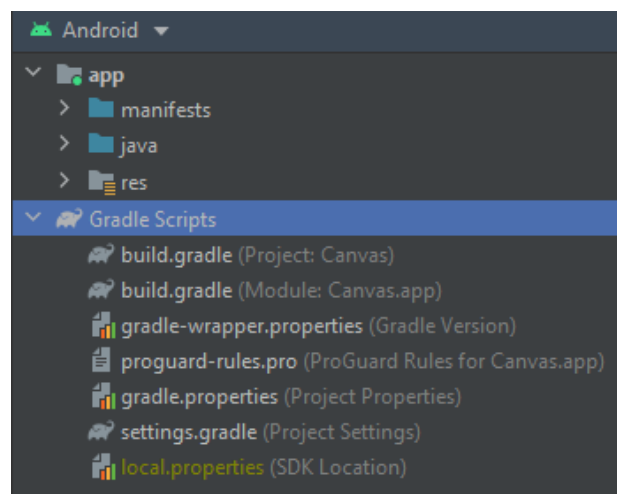 Android
app
manifests
java
res
Gradle Scripts
build.gradle (Project: Canvas)
build.gradle (Module: Canvas.app)
gradle-wrapper.properties (Gradle Version)
proguard-rules.pro (ProGuard Rules for Canvas.app)
gradle.properties (Project Properties)
settings.gradle (Project Settings)
local.properties (SDK Location)